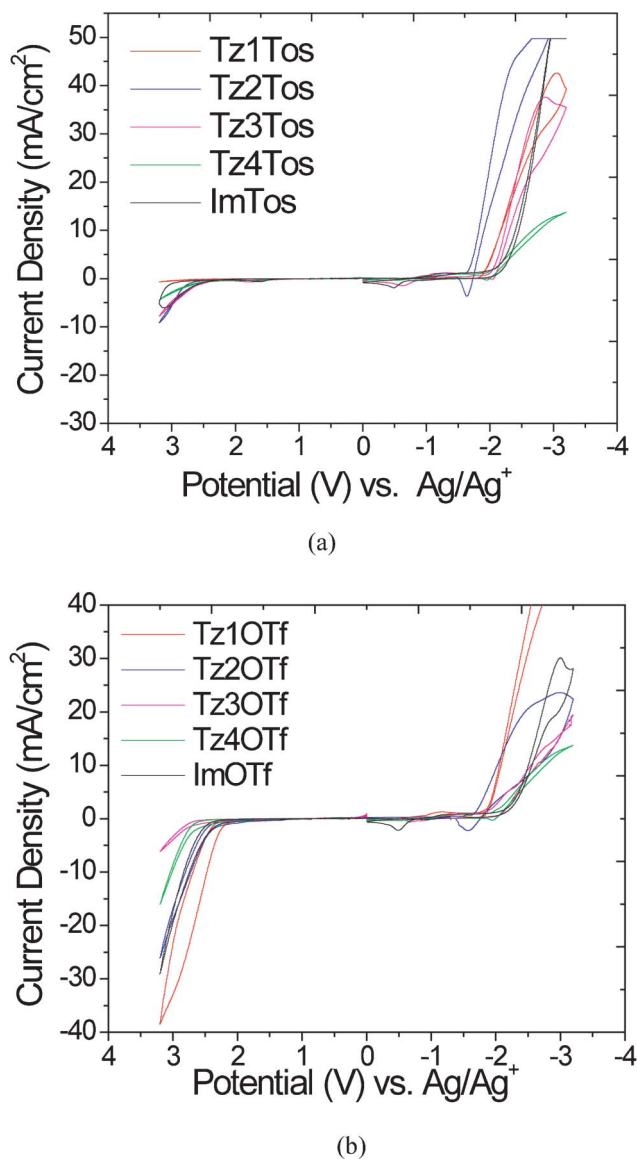 50
40
30
20
10
0
-10
-20
-30
Current Density (mA/cm²)
Tz1Tos
Tz2Tos
Tz3Tos
Tz4Tos
ImTos
4 3 2 1 0 -1 -2 -3 -4
Potential (V) vs. Ag/Ag⁺
(a)
40
30
20
10
0
-10
-20
-30
-40
Current Density (mA/cm²)
Tz1OTf
Tz2OTf
Tz3OTf
Tz4OTf
ImOTf
4 3 2 1 0 -1 -2 -3 -4
Potential (V) vs. Ag/Ag⁺
(b)